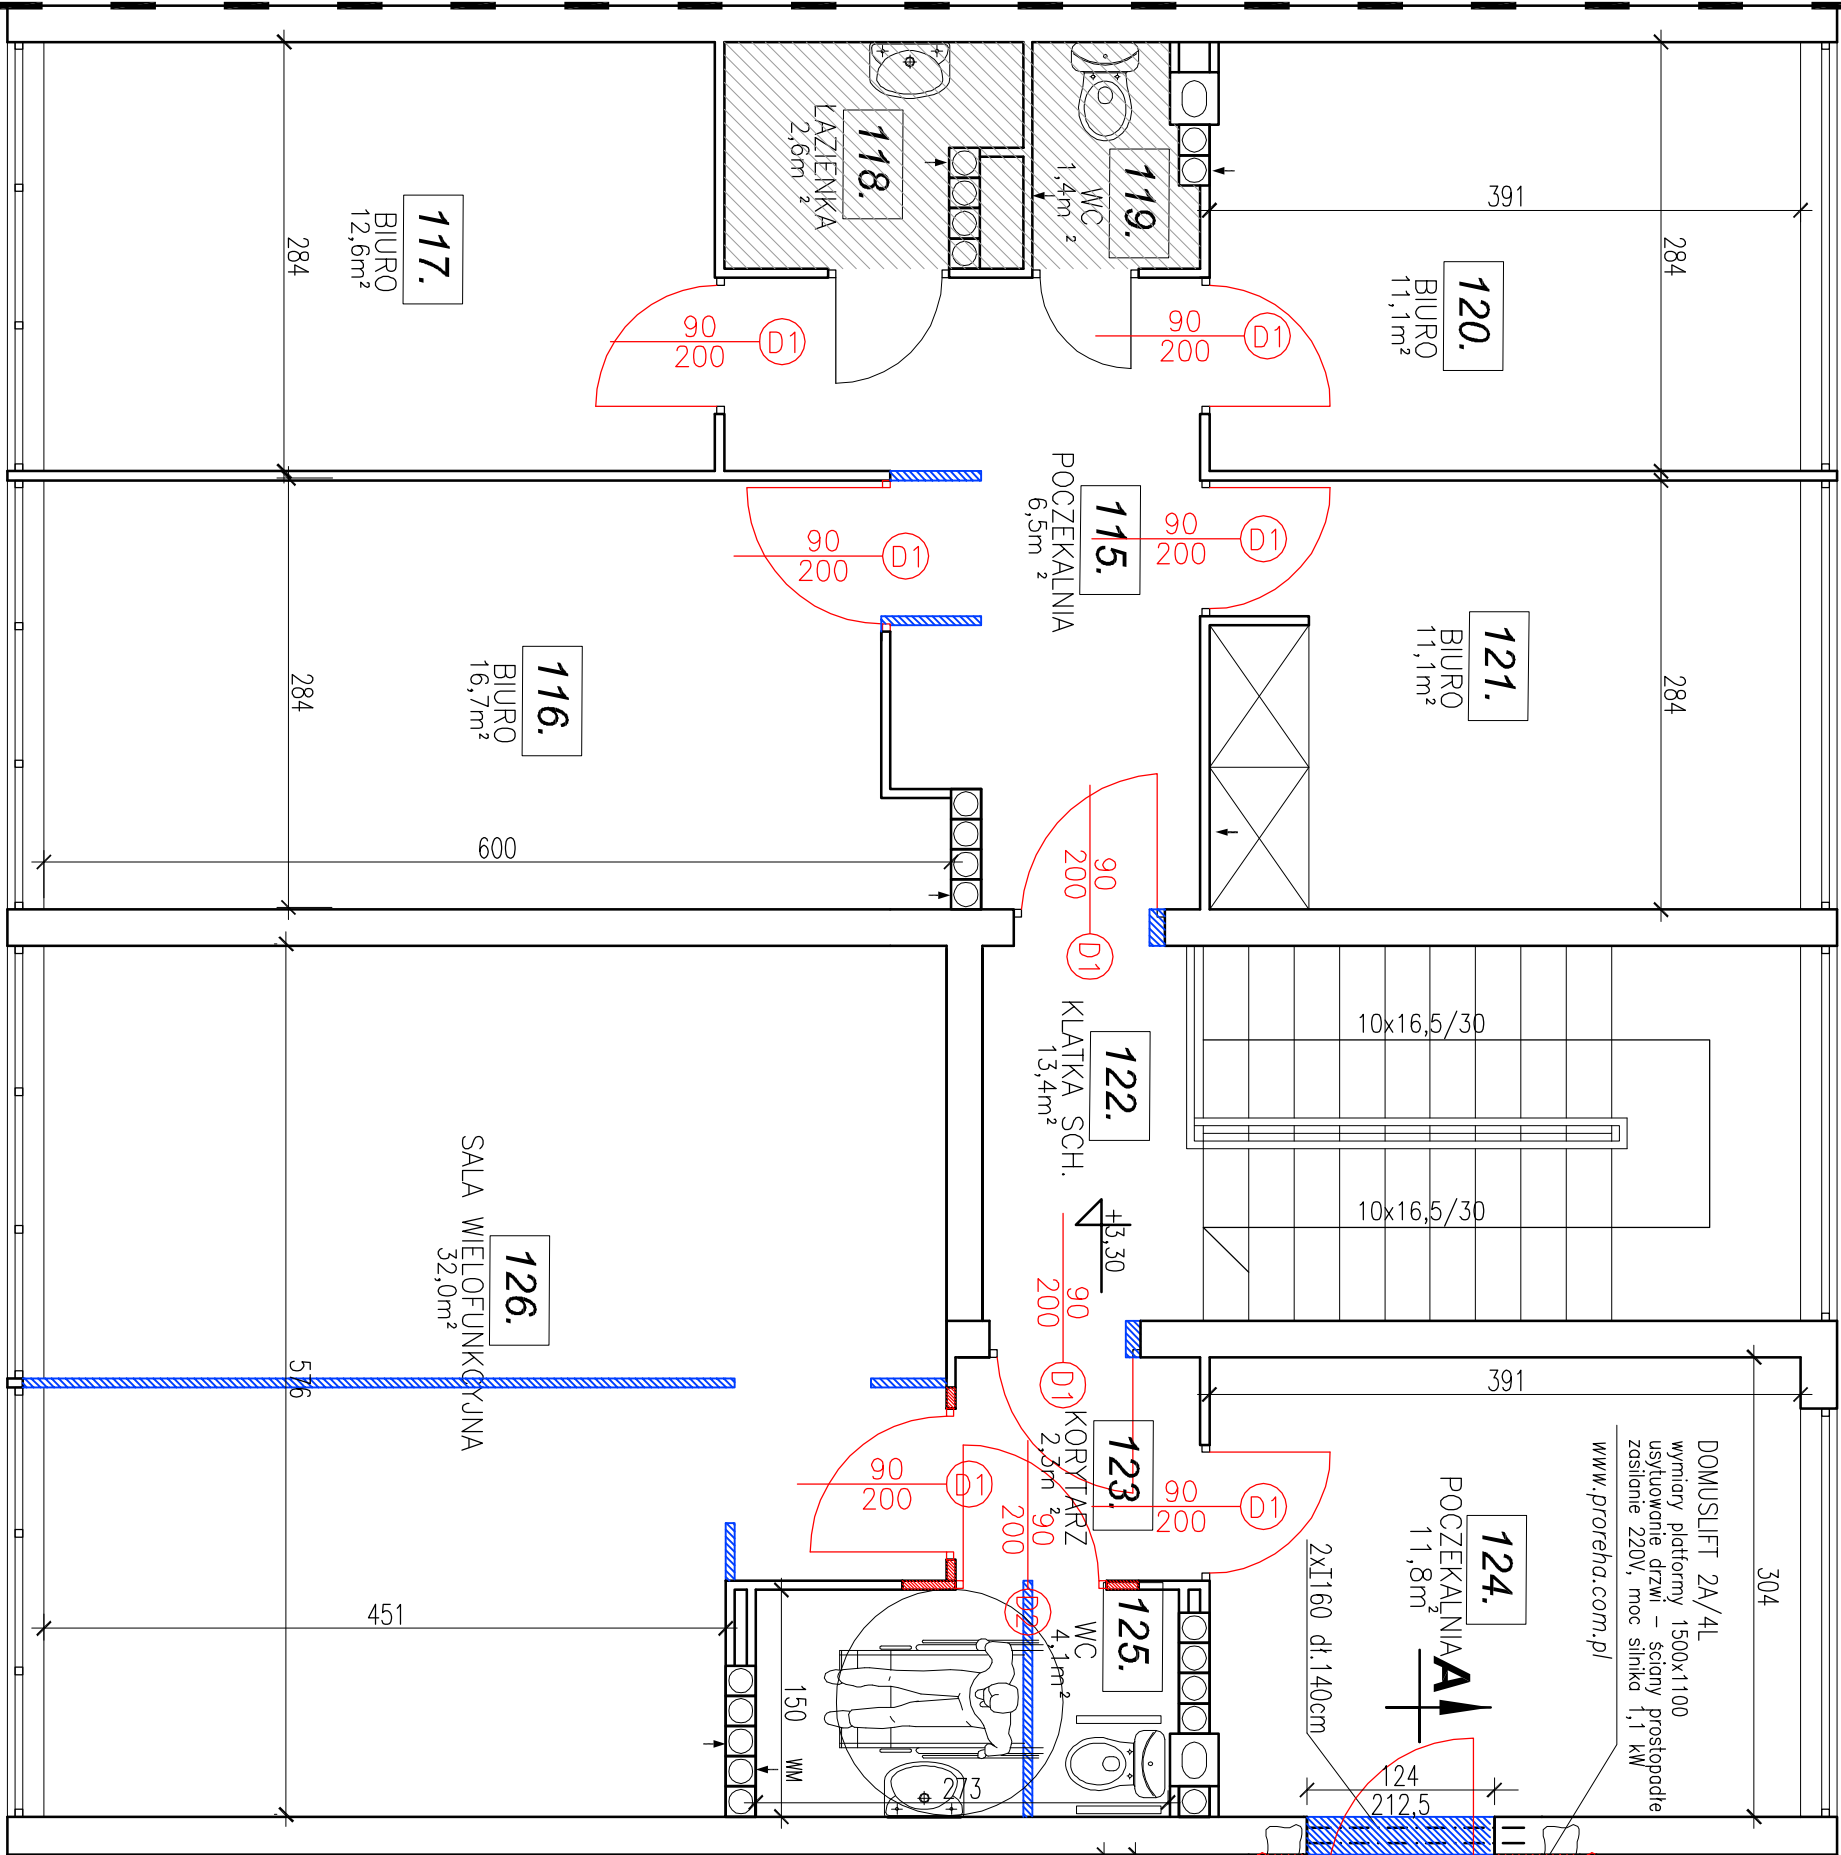 117.
BIURO
12,6m²
284
118.
ŁAZIENKA
2,6m²
119.
WC
1,4m²
391
284
120.
BIURO
11,1m²
90
200
D1
90
200
D1
115.
POCZEKALNIA
6,5m²
90
200
D1
90
200
D1
116.
BIURO
16,7m²
284
600
121.
BIURO
11,1m²
284
90
200
D1
122.
KLATKA SCH.
13,4m²
10x16,5/30
10x16,5/30
+3,30
90
200
D1
126.
SALA WIELOFUNKCYJNA
32,0m²
576
451
90
200
D1
123.
KORYTARZ
2,3m²
90
200
D1
90
200
D2
391
304
124.
POCZEKALNIA
11,8m²
A
DOMUSLIFT 2A/4L
wymiary platformy 1500x1100
usytuowanie drzwi – ściany prostopadłe
zasilanie 220V, moc silnika 1,1 kW
www.proreha.com.pl
2xI160 dł.140cm
124
212,5
125.
WC
4,1m²
150
WM
273